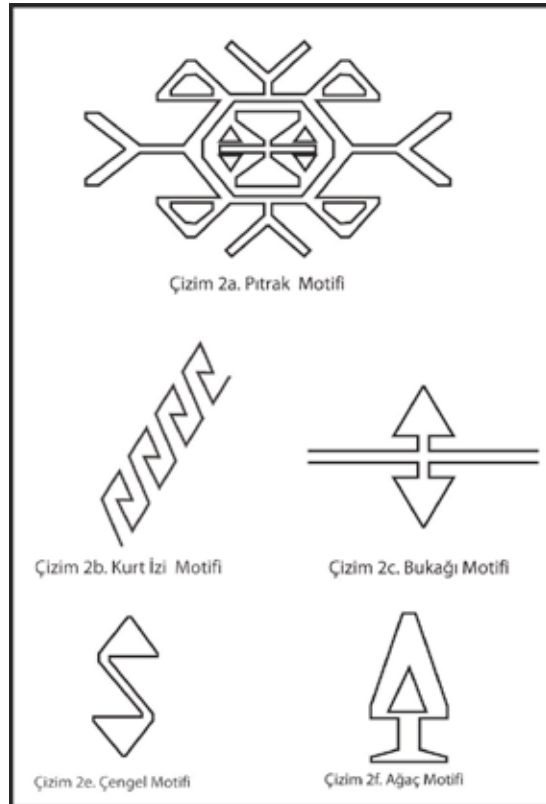 Çizim 2a. Pıtrak Motifi
Çizim 2b. Kurt İzi Motifi
Çizim 2c. Bukağı Motifi
Çizim 2e. Çengel Motifi
Çizim 2f. Ağaç Motifi